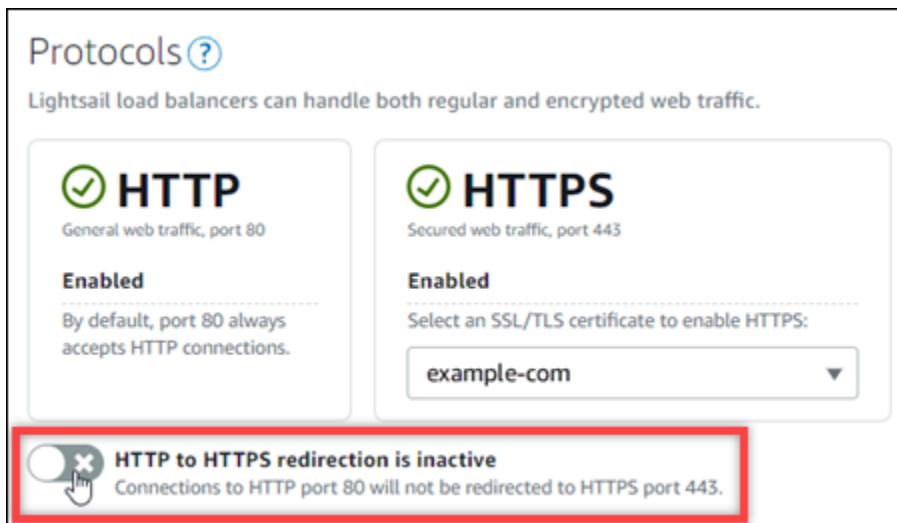 Protocols ?
Lightsail load balancers can handle both regular and encrypted web traffic.
HTTP
General web traffic, port 80
Enabled
By default, port 80 always
accepts HTTP connections.
HTTPS
Secured web traffic, port 443
Enabled
Select an SSL/TLS certificate to enable HTTPS:
example-com
HTTP to HTTPS redirection is inactive
Connections to HTTP port 80 will not be redirected to HTTPS port 443.